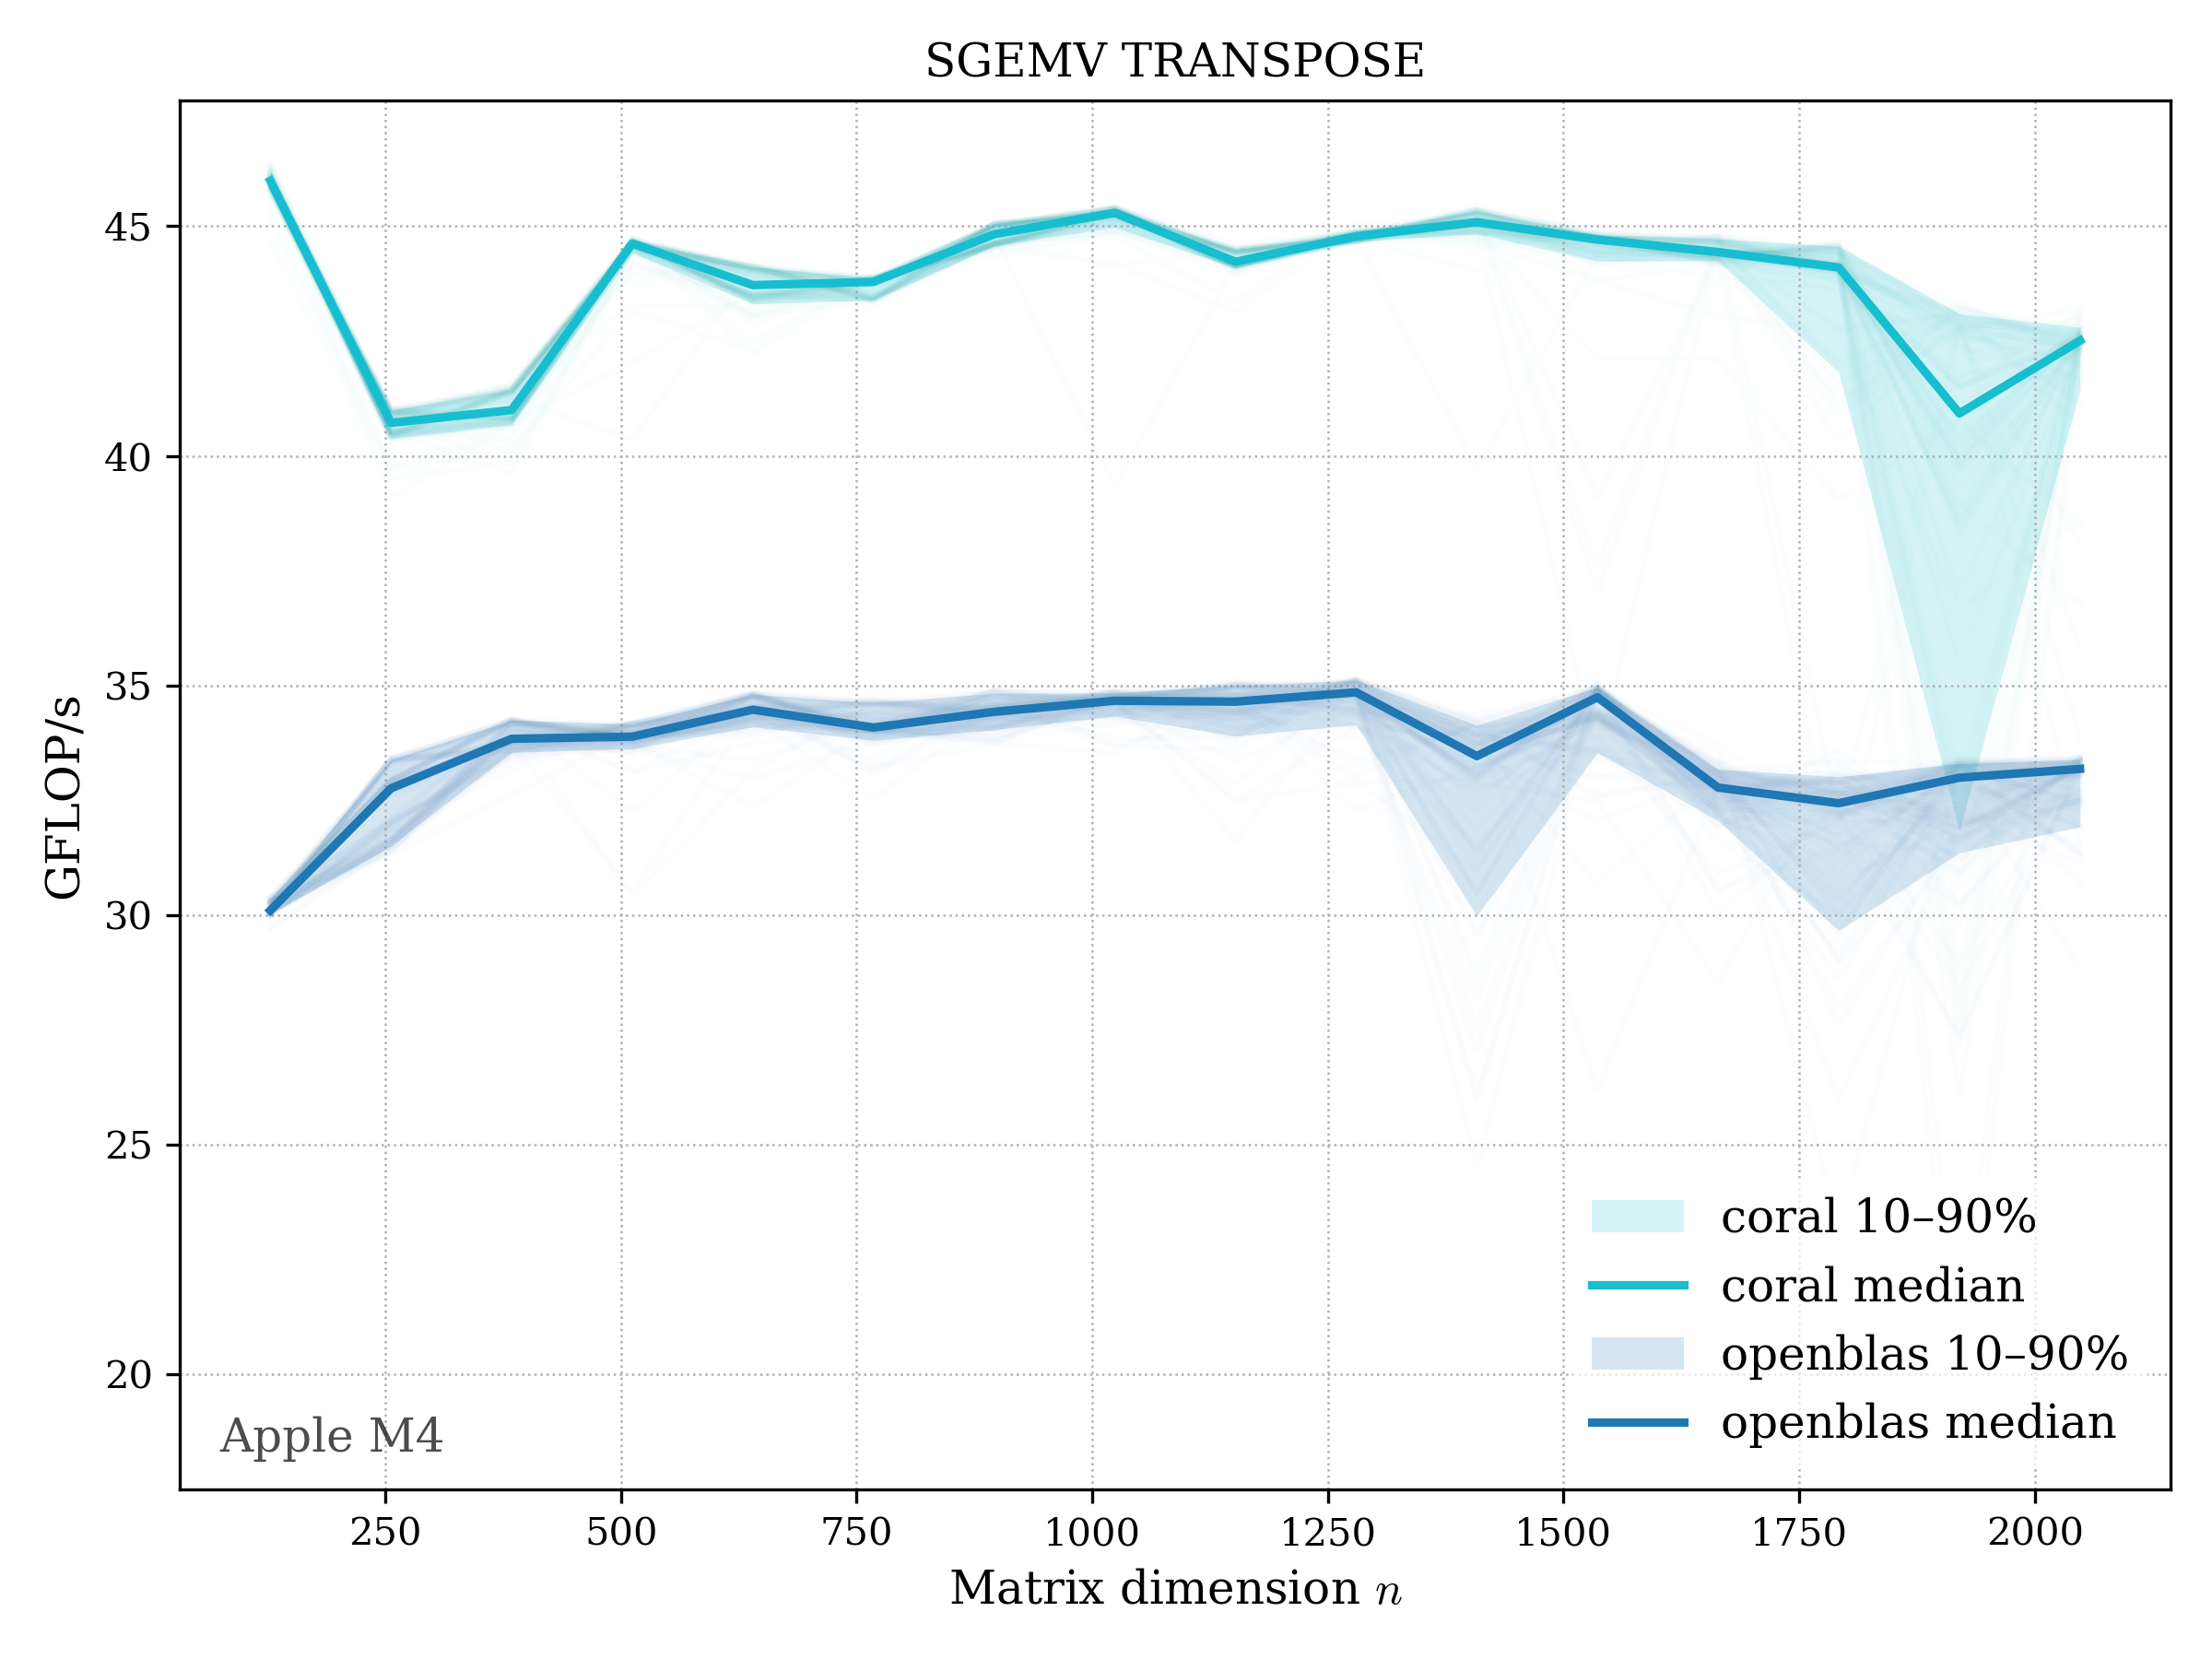 SGEMV TRANSPOSE
GFLOP/s
45
40
35
30
25
20
coral 10–90%
coral median
openblas 10–90%
openblas median
Apple M4
250 500 750 1000 1250 1500 1750 2000
Matrix dimension n